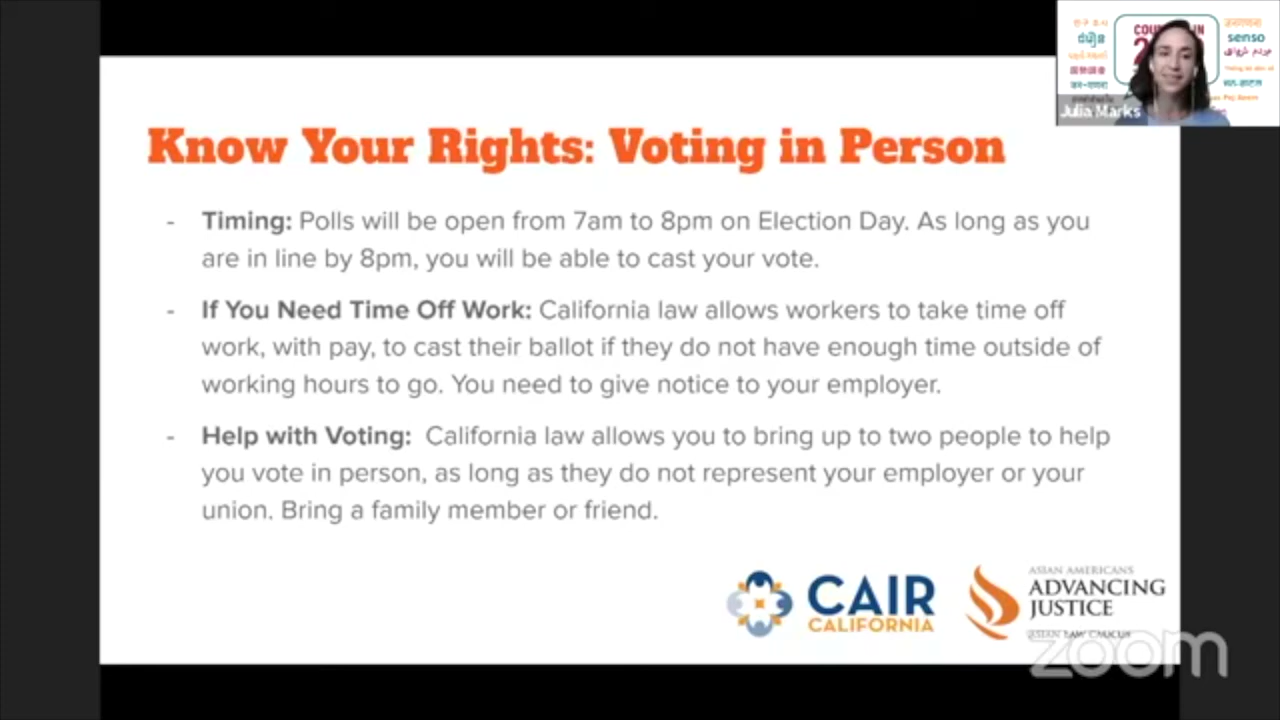 Know Your Rights: Voting in Person
- Timing: Polls will be open from 7am to 8pm on Election Day. As long as you
are in line by 8pm, you will be able to cast your vote.
- If You Need Time Off Work: California law allows workers to take time off
work, with pay, to cast their ballot if they do not have enough time outside of
working hours to go. You need to give notice to your employer.
- Help with Voting: California law allows you to bring up to two people to help
you vote in person, as long as they do not represent your employer or your
union. Bring a family member or friend.
CAIR
CALIFORNIA
ASIAN AMERICANS
ADVANCING
JUSTICE
ASIAN LAW CAUCUS
zoom
senso
Julia Marks